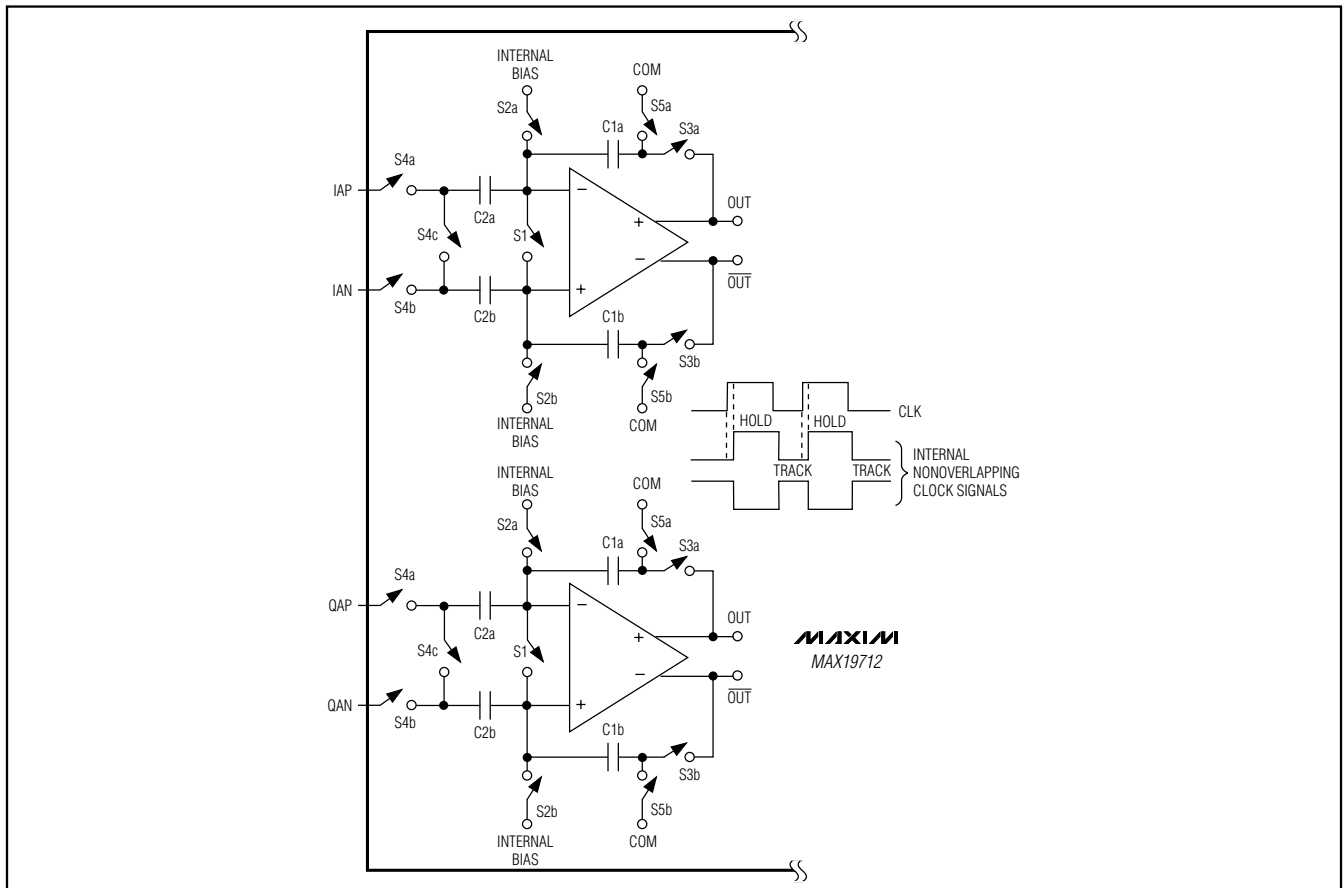 INTERNAL
BIAS
COM
S2a
S5a
C1a
S3a
S4a
IAP
C2a
−
OUT
+
S4c
S1
−
OUT
IAN
+
S4b
C2b
C1b
S3b
S2b
S5b
INTERNAL
BIAS
COM
CLK
HOLD
HOLD
TRACK
TRACK
INTERNAL
NONOVERLAPPING
CLOCK SIGNALS
INTERNAL
BIAS
COM
S2a
S5a
C1a
S3a
S4a
QAP
C2a
−
OUT
+
S4c
S1
−
OUT
QAN
+
S4b
C2b
C1b
S3b
S2b
S5b
INTERNAL
BIAS
COM
MAXIM
MAX19712